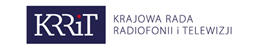 KRRiT
KRAJOWA RADA
RADIOFONII i TELEWIZJI